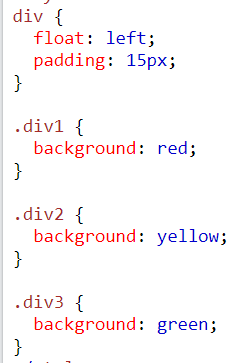 div {
  float: left;
  padding: 15px;
}

.div1 {
  background: red;
}

.div2 {
  background: yellow;
}

.div3 {
  background: green;
}